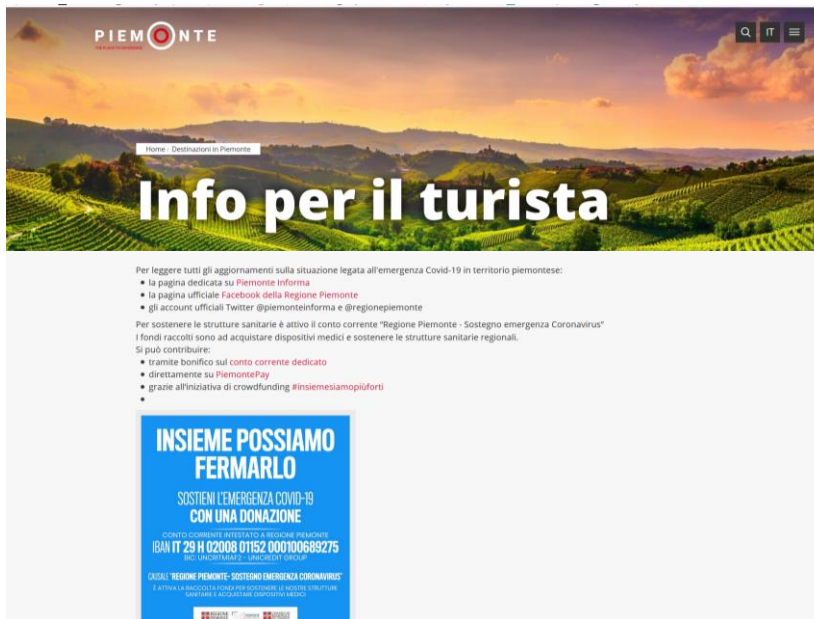 PIEMONTE
IT
Home / Destinazioni in Piemonte
Info per il turista
Per leggere tutti gli aggiornamenti sulla situazione legata all'emergenza Covid-19 in territorio piemontese:
● la pagina dedicata su Piemonte Informa
● la pagina ufficiale Facebook della Regione Piemonte
● gli account ufficiali Twitter @piemonteinforma e @regionepiemonte
Per sostenere le strutture sanitarie è attivo il conto corrente "Regione Piemonte - Sostegno emergenza Coronavirus"
I fondi raccolti sono ad acquistare dispositivi medici e sostenere le strutture sanitarie regionali.
Si può contribuire:
● tramite bonifico sul conto corrente dedicato
● direttamente su PiemontePay
● grazie all'iniziativa di crowdfunding #insiemesiamopiùforti
●
INSIEME POSSIAMO
FERMARLO
SOSTIENI L'EMERGENZA COVID-19
CON UNA DONAZIONE
CONTO CORRENTE INTESTATO A REGIONE PIEMONTE
IBAN IT 29 H 02008 01152 000100689275
BIC: UNCRITM1AF2 - UNICREDIT GROUP
CAUSALE "REGIONE PIEMONTE- SOSTEGNO EMERGENZA CORONAVIRUS"
È ATTIVA LA RACCOLTA FONDI PER SOSTENERE LE NOSTRE STRUTTURE
SANITARIE E ACQUISTARE DISPOSITIVI MEDICI